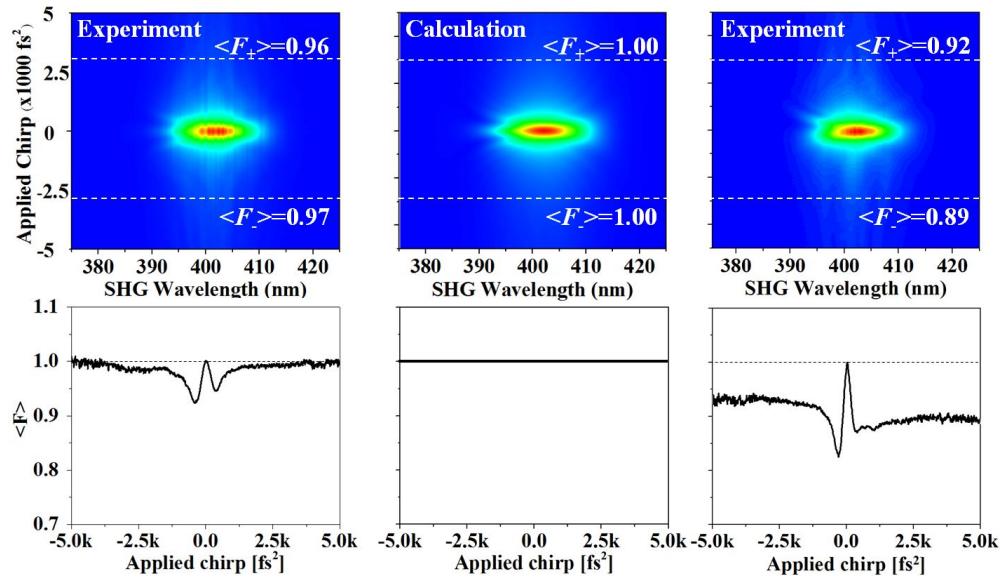 Experiment
<F₊>=0.96
<F₋>=0.97
Applied Chirp (x1000 fs²)
5
2.5
0
-2.5
-5
380 390 400 410 420
SHG Wavelength (nm)
Calculation
<F₊>=1.00
<F₋>=1.00
380 390 400 410 420
SHG Wavelength (nm)
Experiment
<F₊>=0.92
<F₋>=0.89
380 390 400 410 420
SHG Wavelength (nm)
<F>
1.1
1.0
0.9
0.8
0.7
-5.0k -2.5k 0.0 2.5k 5.0k
Applied chirp [fs²]
-5.0k -2.5k 0.0 2.5k 5.0k
Applied chirp [fs²]
-5.0k -2.5k 0.0 2.5k 5.0k
Applied chirp [fs²]